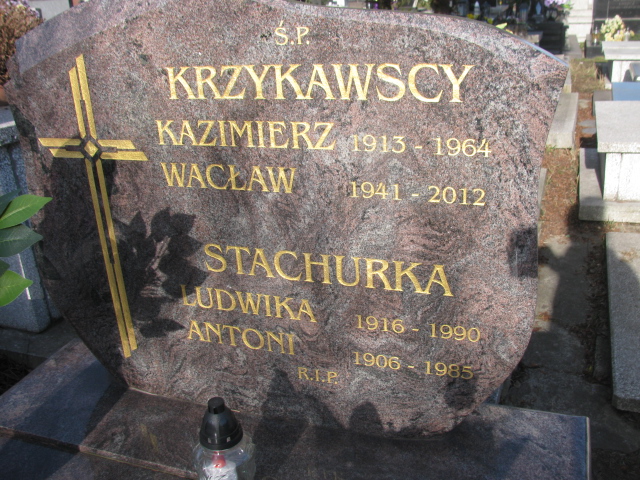 Ś.P.
KRZYKAWSCY
KAZIMIERZ 1913 - 1964
WACŁAW 1941 - 2012
STACHURKA
LUDWIKA 1916 - 1990
ANTONI 1906 - 1985
R.I.P.